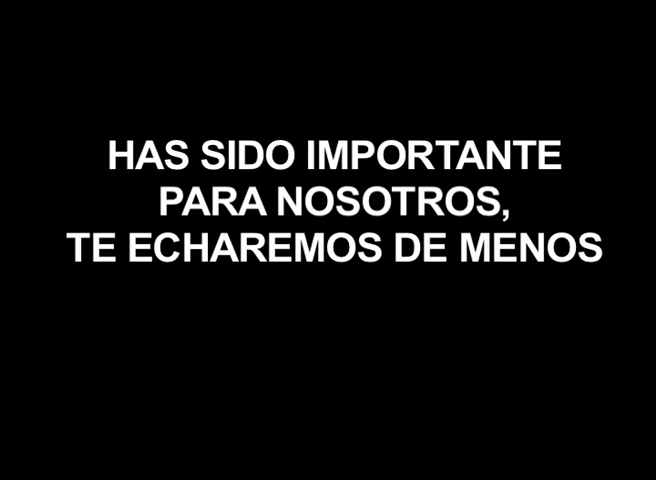 HAS SIDO IMPORTANTE
PARA NOSOTROS,
TE ECHAREMOS DE MENOS